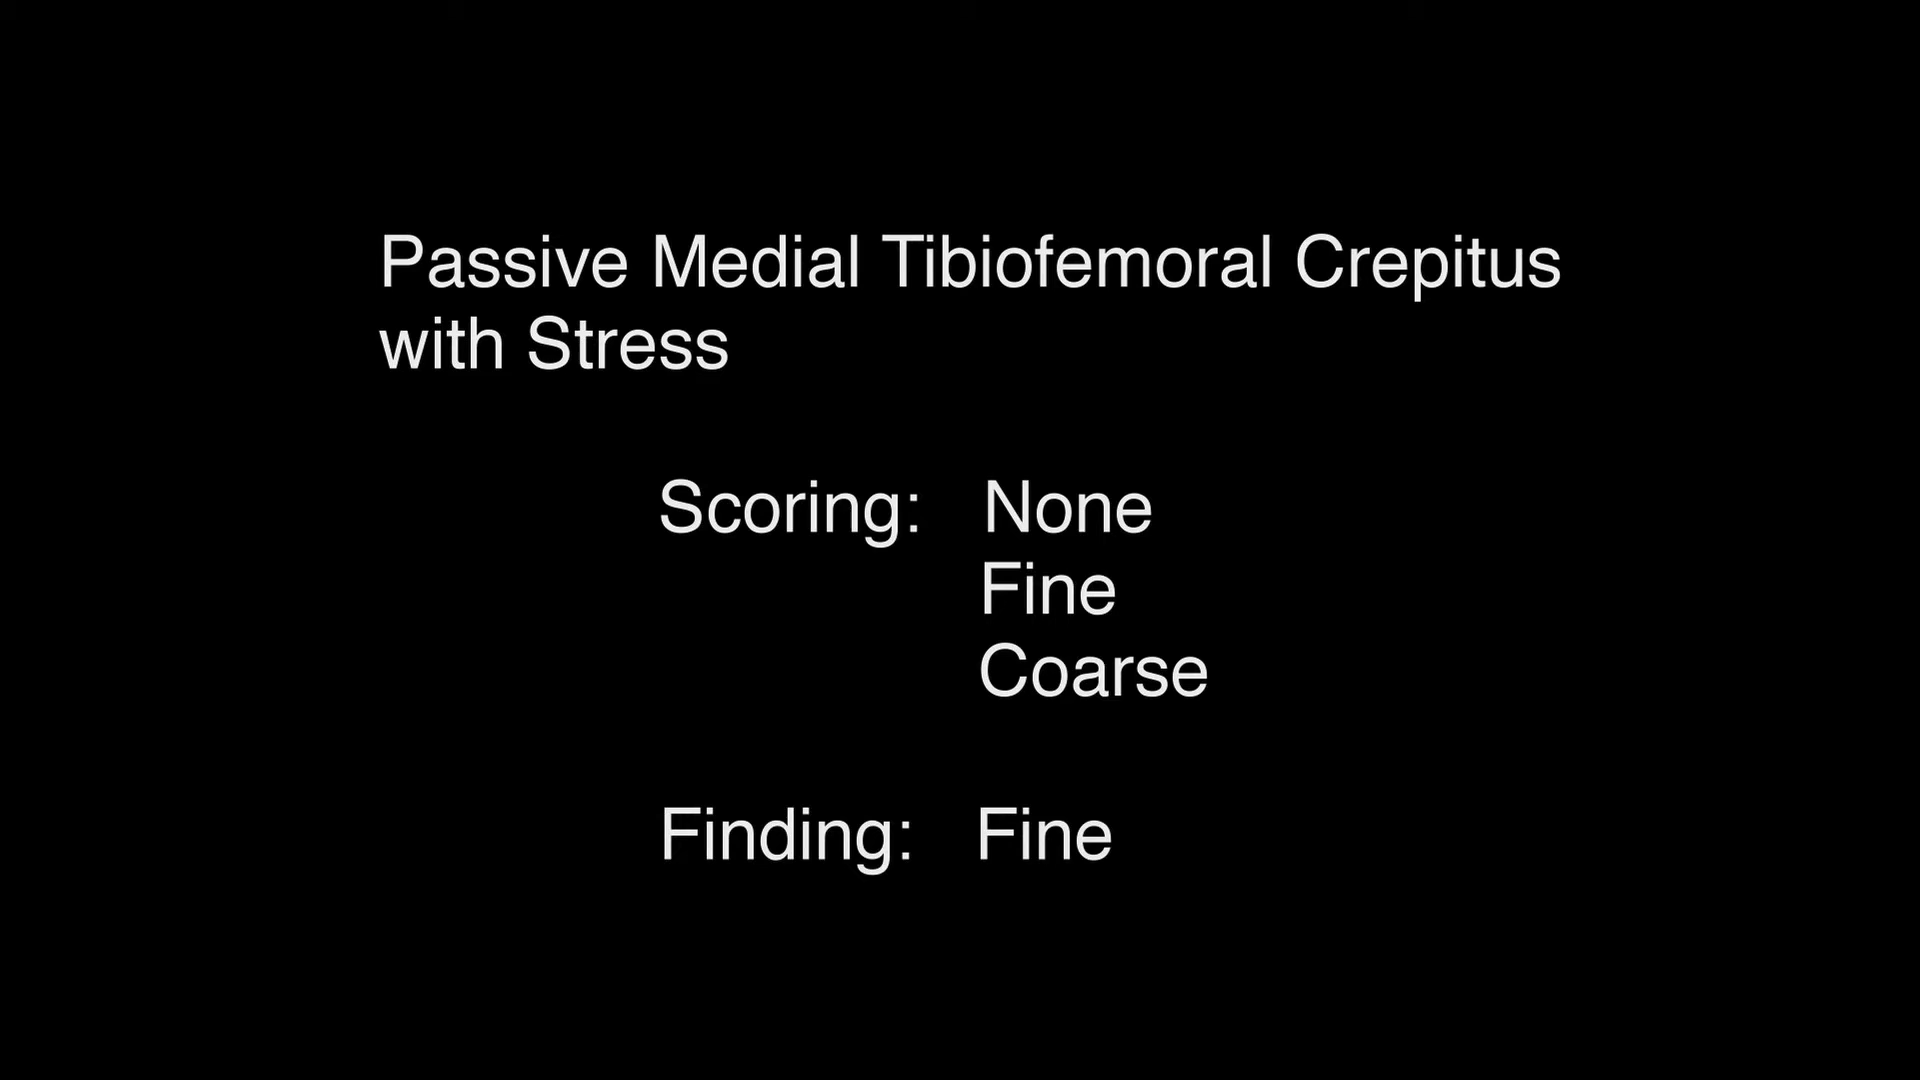 Passive Medial Tibiofemoral Crepitus
with Stress
Scoring: None
Fine
Coarse
Finding: Fine